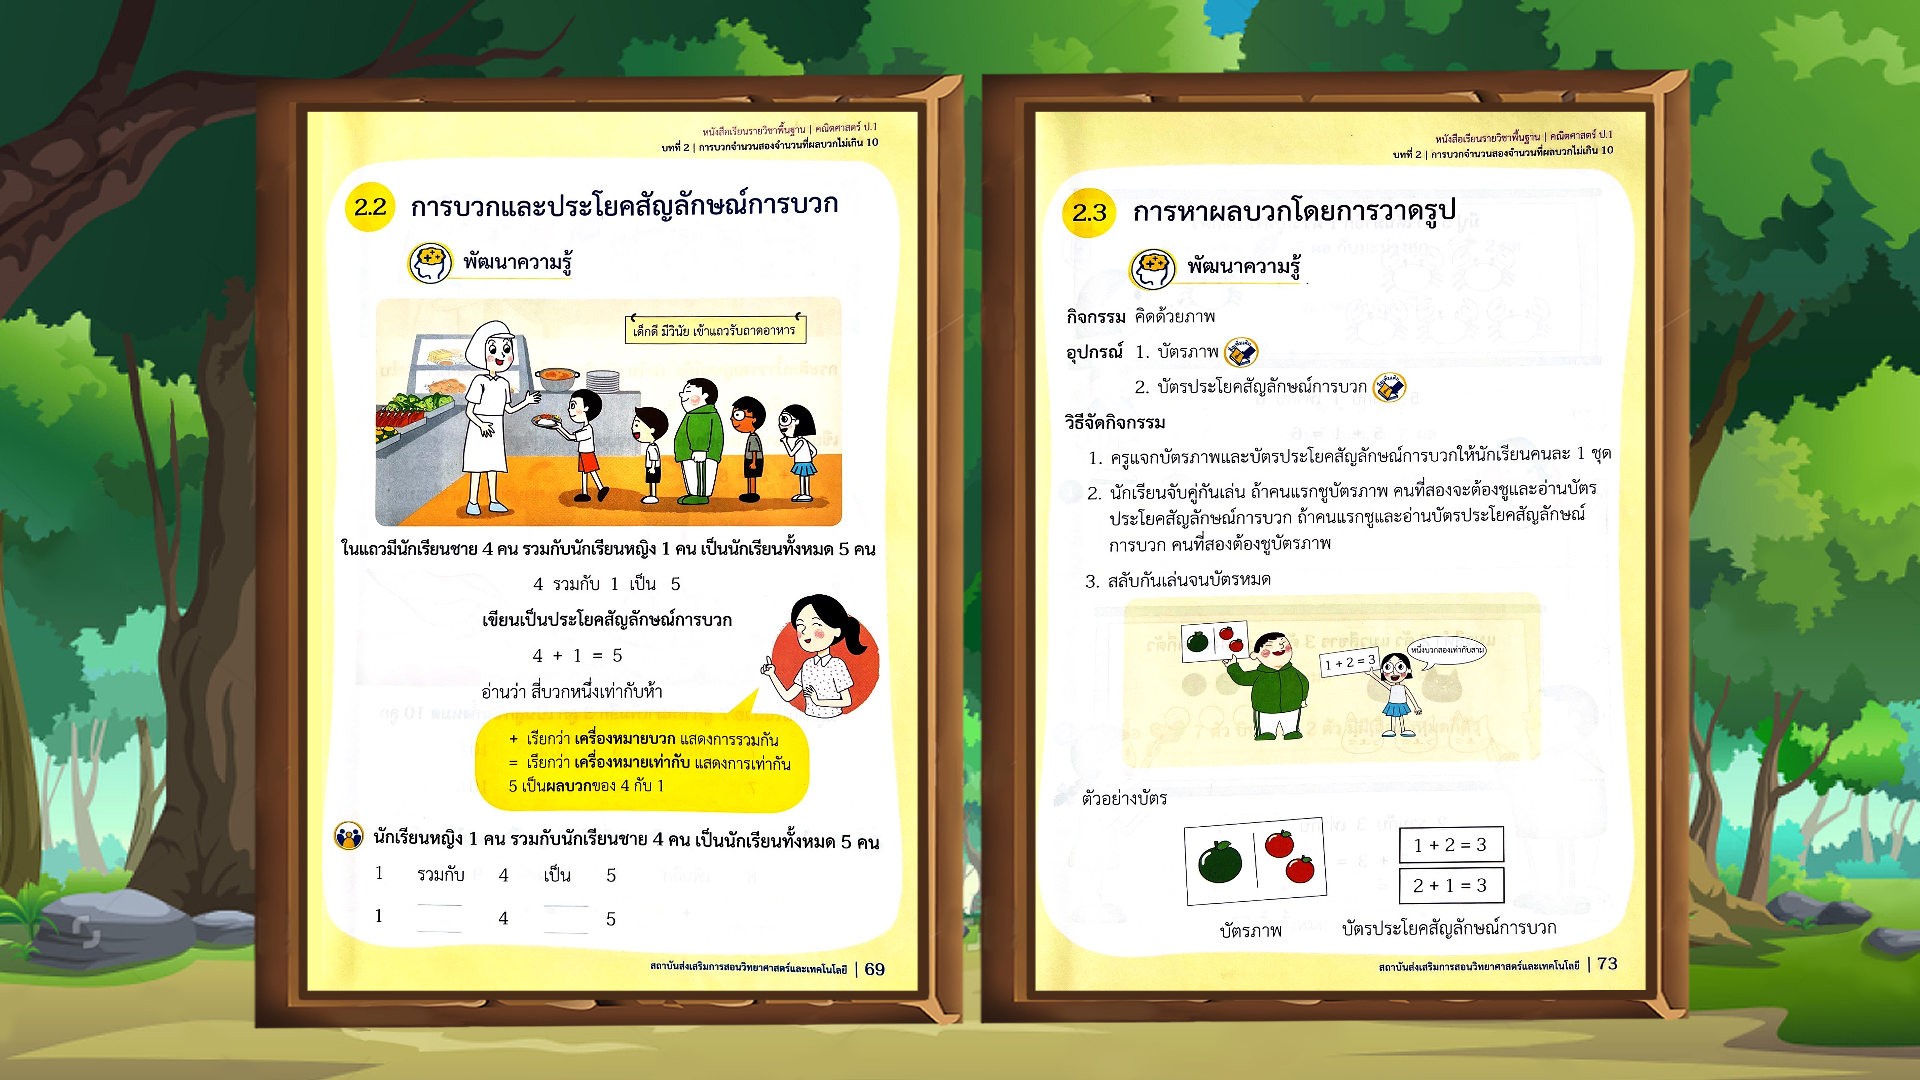 หนังสือเรียนรายวิชาพื้นฐาน | คณิตศาสตร์ ป.1
บทที่ 2 | การบวกจำนวนสองจำนวนที่ผลบวกไม่เกิน 10
2.2 การบวกและประโยคสัญลักษณ์การบวก
พัฒนาความรู้
เด็กดี มีวินัย เข้าแถวรับถาดอาหาร
ในแถวมีนักเรียนชาย 4 คน รวมกับนักเรียนหญิง 1 คน เป็นนักเรียนทั้งหมด 5 คน
4 รวมกับ 1 เป็น 5
เขียนเป็นประโยคสัญลักษณ์การบวก
4 + 1 = 5
อ่านว่า สี่บวกหนึ่งเท่ากับห้า
+ เรียกว่า เครื่องหมายบวก แสดงการรวมกัน
= เรียกว่า เครื่องหมายเท่ากับ แสดงการเท่ากัน
5 เป็นผลบวกของ 4 กับ 1
นักเรียนหญิง 1 คน รวมกับนักเรียนชาย 4 คน เป็นนักเรียนทั้งหมด 5 คน
1 รวมกับ 4 เป็น 5
1 4 5
สถาบันส่งเสริมการสอนวิทยาศาสตร์และเทคโนโลยี | 69
หนังสือเรียนรายวิชาพื้นฐาน | คณิตศาสตร์ ป.1
บทที่ 2 | การบวกจำนวนสองจำนวนที่ผลบวกไม่เกิน 10
2.3 การหาผลบวกโดยการวาดรูป
พัฒนาความรู้
กิจกรรม คิดด้วยภาพ
อุปกรณ์ 1. บัตรภาพ
2. บัตรประโยคสัญลักษณ์การบวก
วิธีจัดกิจกรรม
1. ครูแจกบัตรภาพและบัตรประโยคสัญลักษณ์การบวกให้นักเรียนคนละ 1 ชุด
2. นักเรียนจับคู่กันเล่น ถ้าคนแรกชูบัตรภาพ คนที่สองจะต้องชูและอ่านบัตร
ประโยคสัญลักษณ์การบวก ถ้าคนแรกชูและอ่านบัตรประโยคสัญลักษณ์
การบวก คนที่สองต้องชูบัตรภาพ
3. สลับกันเล่นจนบัตรหมด
1 + 2 = 3
หนึ่งบวกสองเท่ากับสาม
ตัวอย่างบัตร
1 + 2 = 3
2 + 1 = 3
บัตรภาพ บัตรประโยคสัญลักษณ์การบวก
สถาบันส่งเสริมการสอนวิทยาศาสตร์และเทคโนโลยี | 73